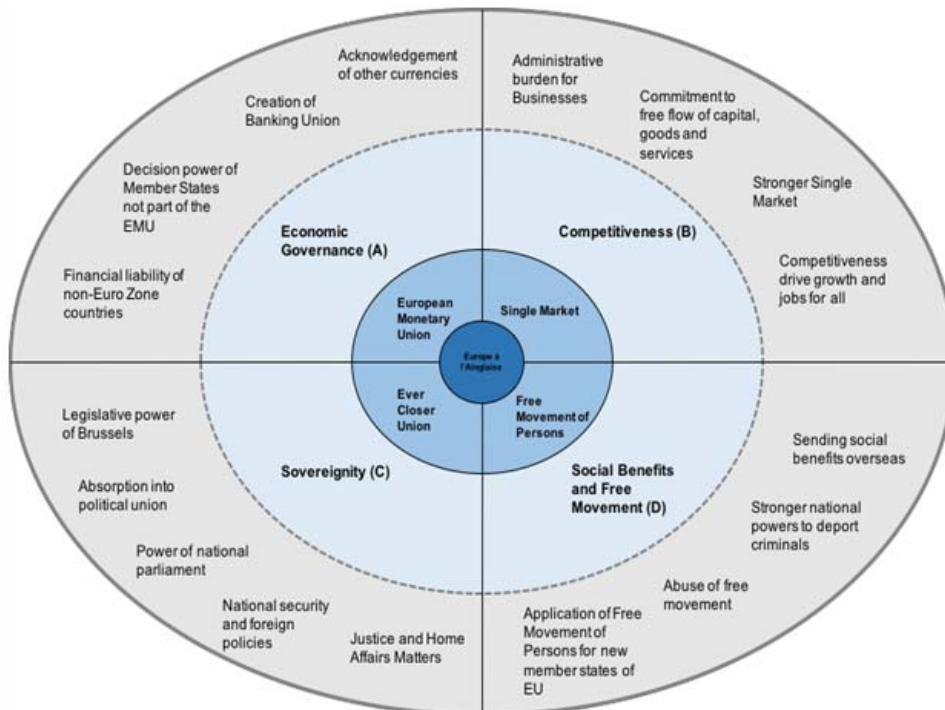 Acknowledgement
of other currencies
Creation of
Banking Union
Decision power of
Member States
not part of the
EMU
Financial liability of
non-Euro Zone
countries
Economic
Governance (A)
European
Monetary
Union
Administrative
burden for
Businesses
Commitment to
free flow of capital,
goods and
services
Stronger Single
Market
Competitiveness
drive growth and
jobs for all
Competitiveness (B)
Single Market
Europe à
l'Anglaise
Ever
Closer
Union
Sovereignity (C)
Legislative power
of Brussels
Absorption into
political union
Power of national
parliament
National security
and foreign
policies
Justice and Home
Affairs Matters
Free
Movement of
Persons
Social Benefits
and Free
Movement (D)
Sending social
benefits overseas
Stronger national
powers to deport
criminals
Abuse of free
movement
Application of Free
Movement of
Persons for new
member states of
EU